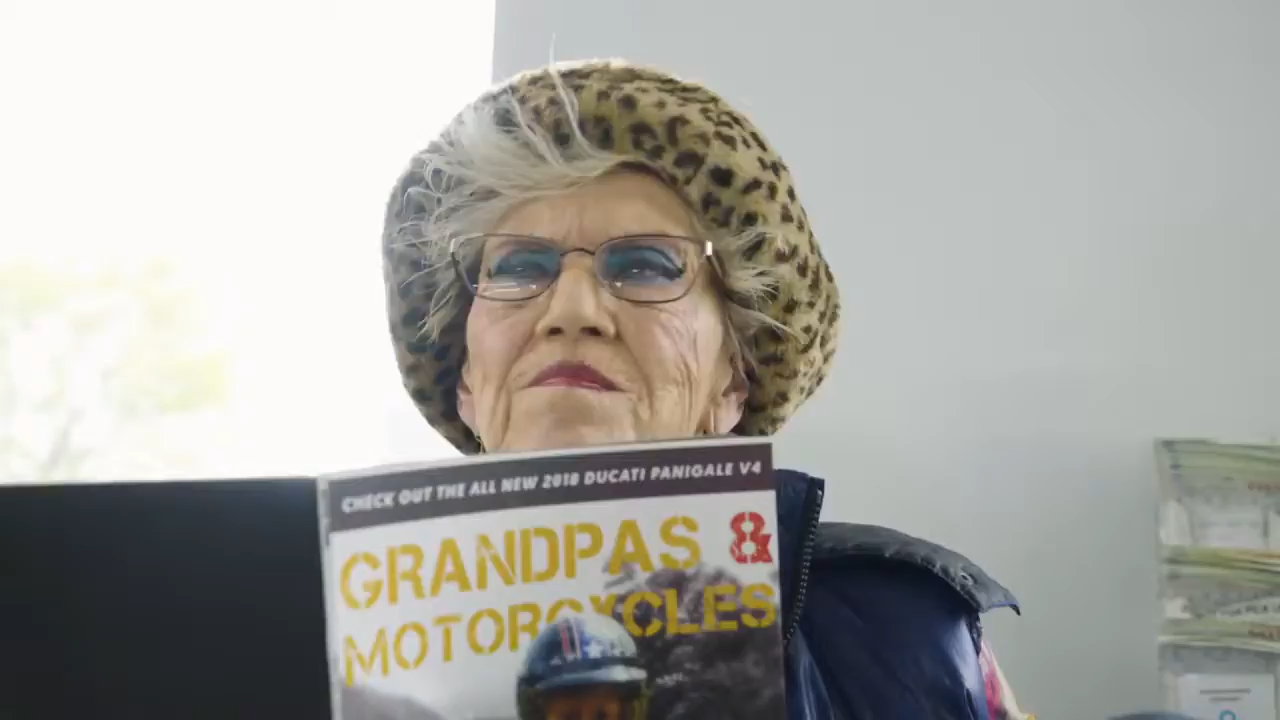 CHECK OUT THE ALL NEW 2018 DUCATI PANIGALE V4
GRANDPAS &
MOTORCYCLES